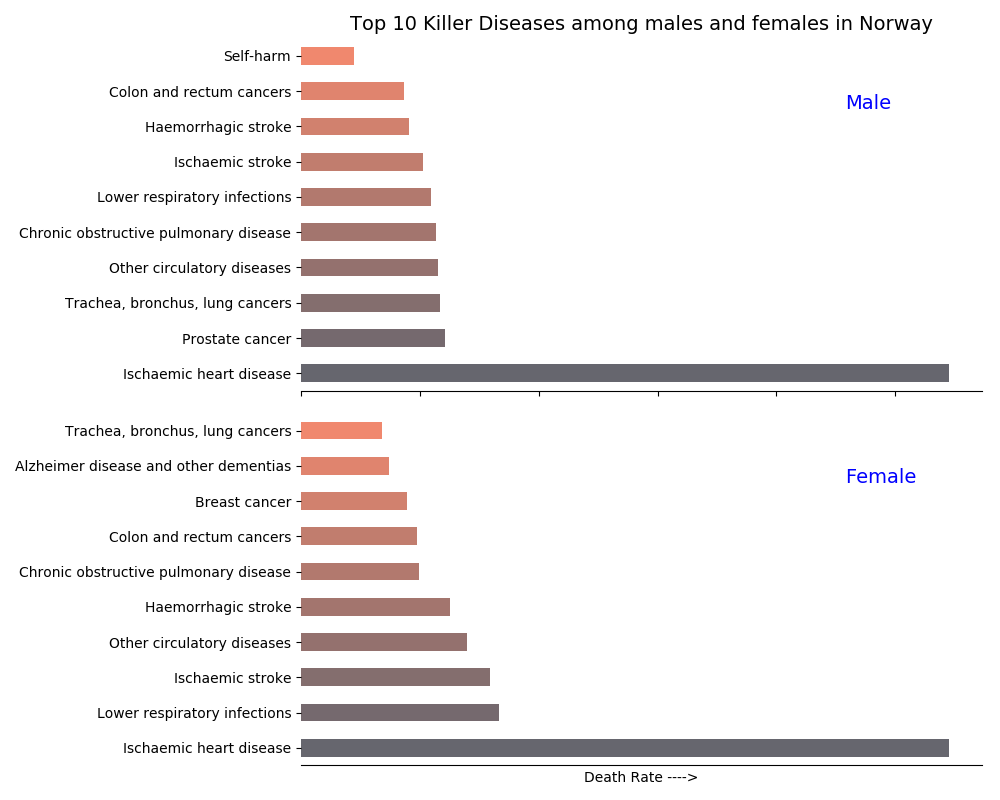 Top 10 Killer Diseases among males and females in Norway
Self-harm
Colon and rectum cancers
Male
Haemorrhagic stroke
Ischaemic stroke
Lower respiratory infections
Chronic obstructive pulmonary disease
Other circulatory diseases
Trachea, bronchus, lung cancers
Prostate cancer
Ischaemic heart disease
Trachea, bronchus, lung cancers
Alzheimer disease and other dementias
Female
Breast cancer
Colon and rectum cancers
Chronic obstructive pulmonary disease
Haemorrhagic stroke
Other circulatory diseases
Ischaemic stroke
Lower respiratory infections
Ischaemic heart disease
Death Rate ---->